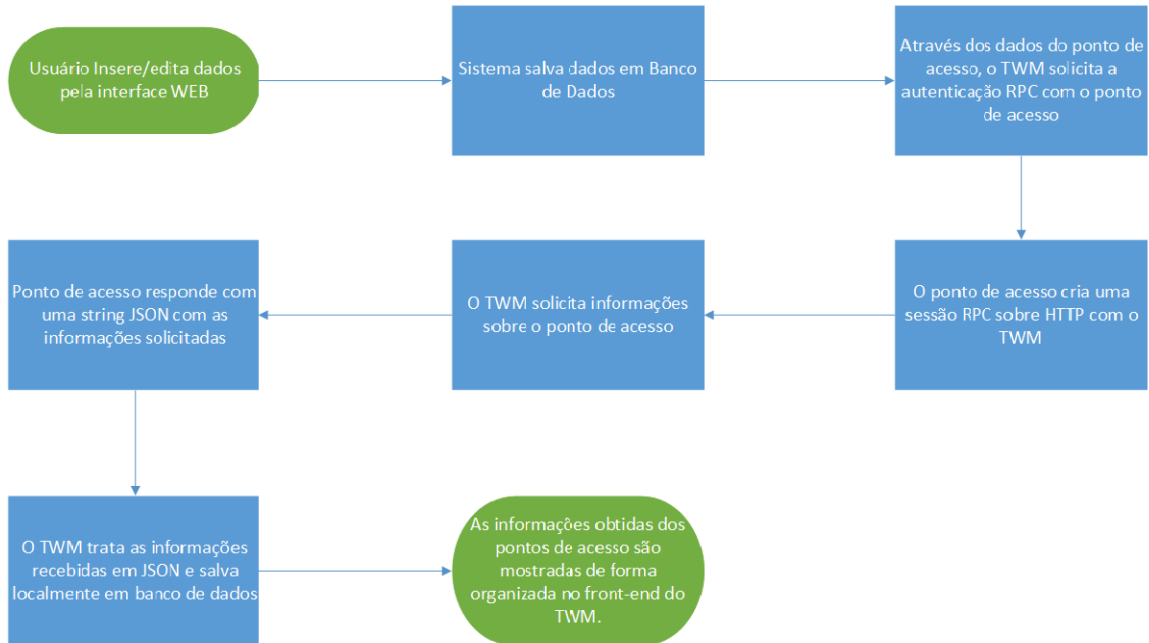 Usuário Insere/edita dados
pela interface WEB
Sistema salva dados em Banco
de Dados
Através dos dados do ponto de
acesso, o TWM solicita a
autenticação RPC com o ponto
de acesso
O ponto de acesso cria uma
sessão RPC sobre HTTP com o
TWM
O TWM solicita informações
sobre o ponto de acesso
Ponto de acesso responde com
uma string JSON com as
informações solicitadas
O TWM trata as informações
recebidas em JSON e salva
localmente em banco de dados
As informações obtidas dos
pontos de acesso são
mostradas de forma
organizada no front-end do
TWM.